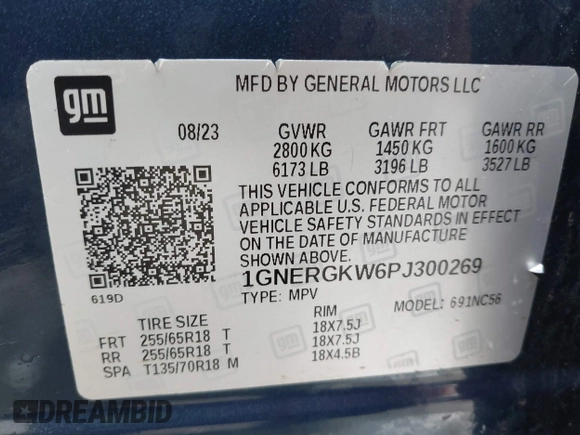 gm
MFD BY GENERAL MOTORS LLC
08/23 GVWR GAWR FRT GAWR RR
2800 KG 1450 KG 1600 KG
6173 LB 3196 LB 3527 LB
THIS VEHICLE CONFORMS TO ALL
APPLICABLE U.S. FEDERAL MOTOR
VEHICLE SAFETY STANDARDS IN EFFECT
ON THE DATE OF MANUFACTURE
SHOWN ABOVE.
1GNERGKW6PJ300269
619D TYPE: MPV MODEL: 691NC56
TIRE SIZE RIM
FRT 255/65R18 T 18X7.5J
RR 255/65R18 T 18X7.5J
SPA T135/70R18 M 18X4.5B
DREAMBID